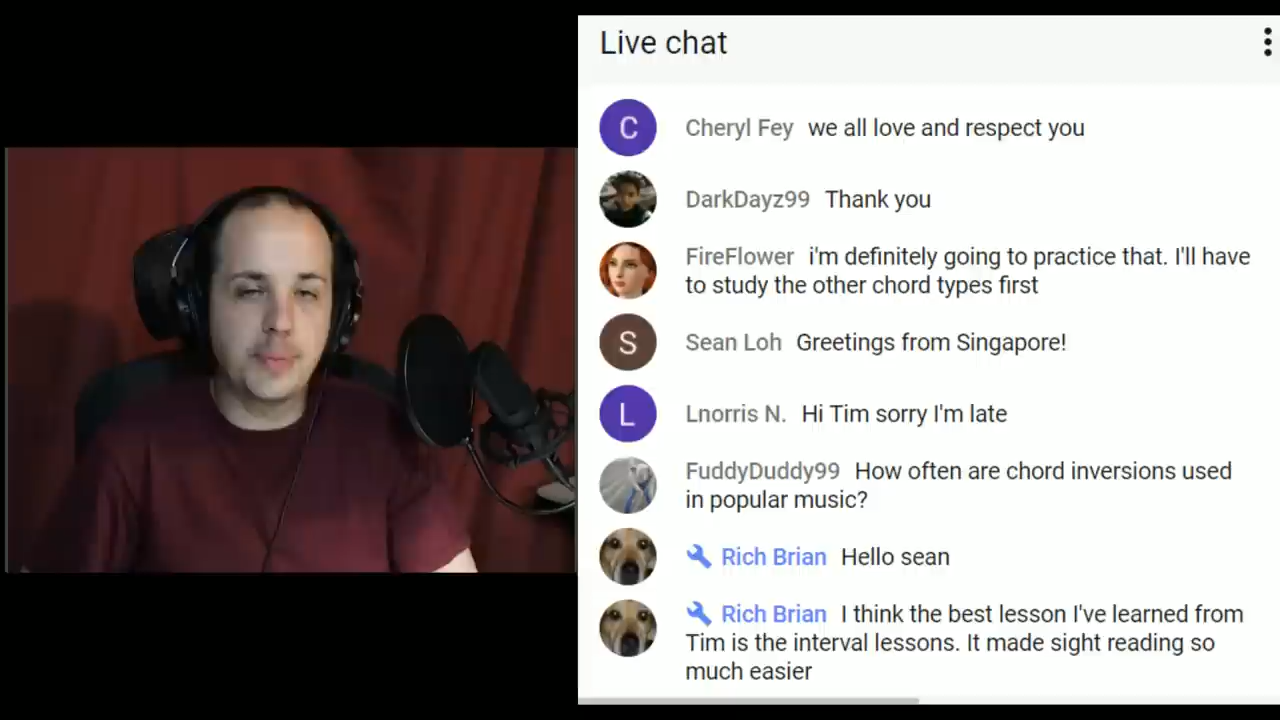 Live chat
C Cheryl Fey we all love and respect you
DarkDayz99 Thank you
FireFlower i'm definitely going to practice that. I'll have
to study the other chord types first
S Sean Loh Greetings from Singapore!
L Lnorris N. Hi Tim sorry I'm late
FuddyDuddy99 How often are chord inversions used
in popular music?
Rich Brian Hello sean
Rich Brian I think the best lesson I've learned from
Tim is the interval lessons. It made sight reading so
much easier